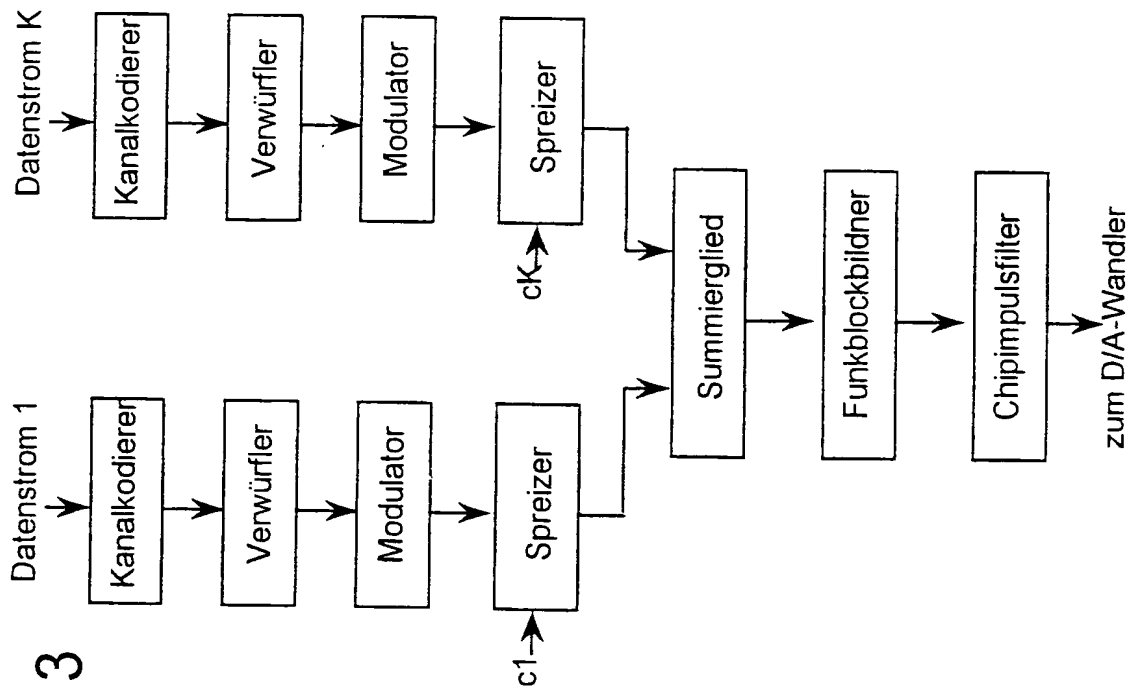 3
Datenstrom 1
Kanalkodierer
Verwürfler
Modulator
c1
Spreizer
Datenstrom K
Kanalkodierer
Verwürfler
Modulator
cK
Spreizer
Summierglied
Funkblockbildner
Chipimpulsfilter
zum D/A-Wandler